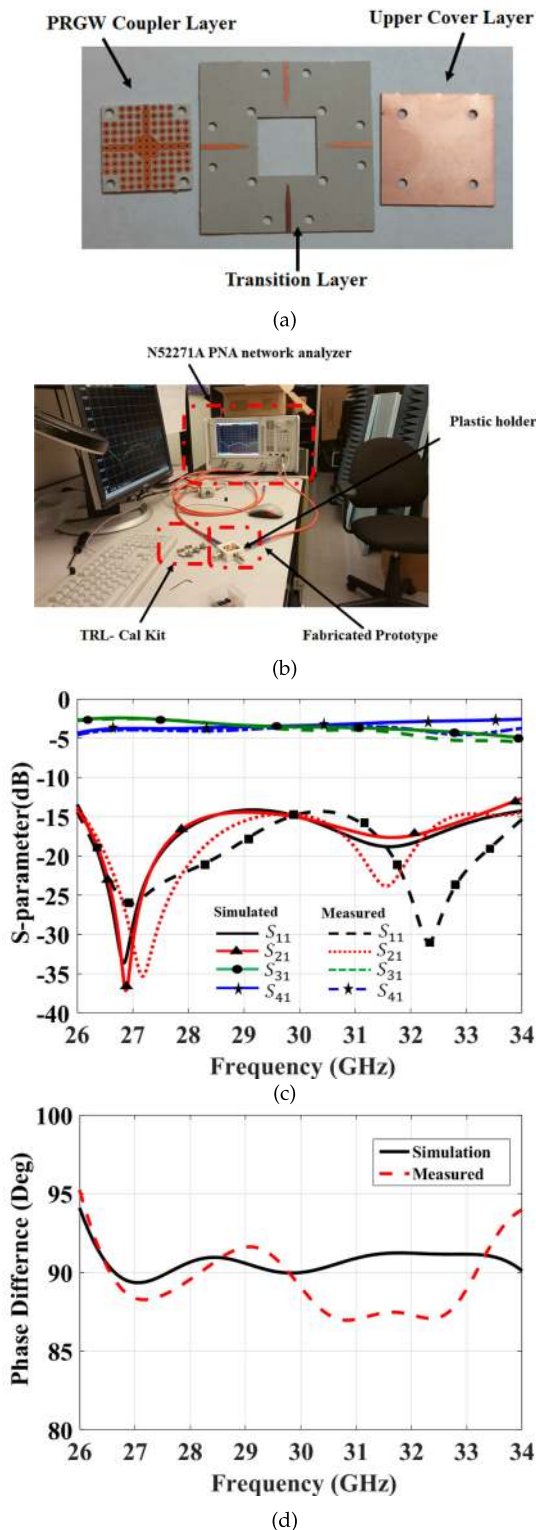 PRGW Coupler Layer
Upper Cover Layer
Transition Layer
(a)
N52271A PNA network analyzer
Plastic holder
TRL- Cal Kit
Fabricated Prototype
(b)
S-parameter(dB)
0
-5
-10
-15
-20
-25
-30
-35
-40
Simulated
S11
S21
S31
S41
Measured
S11
S21
S31
S41
26 27 28 29 30 31 32 33 34
Frequency (GHz)
(c)
Phase Differnce (Deg)
100
95
90
85
80
Simulation
Measured
26 27 28 29 30 31 32 33 34
Frequency (GHz)
(d)